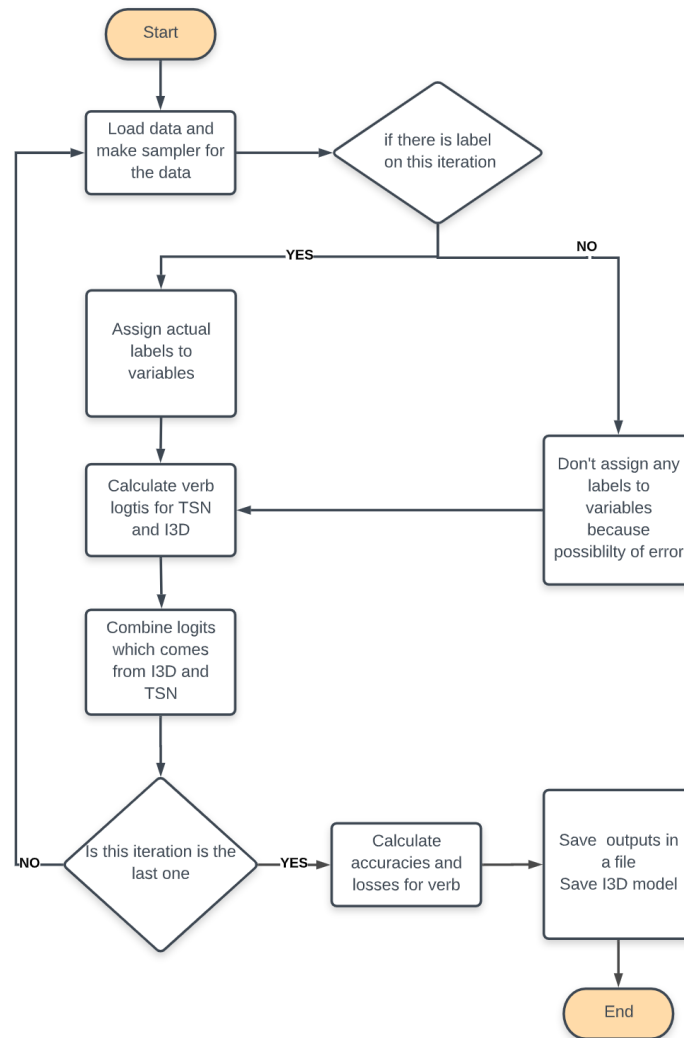 Start
Load data and
make sampler for
the data
if there is label
on this iteration
YES
NO
Assign actual
labels to
variables
Don't assign any
labels to
variables
because
possiblilty of error
Calculate verb
logtis for TSN
and I3D
Combine logits
which comes
from I3D and
TSN
Is this iteration is the
last one
NO
YES
Calculate
accuracies and
losses for verb
Save outputs in
a file
Save I3D model
End